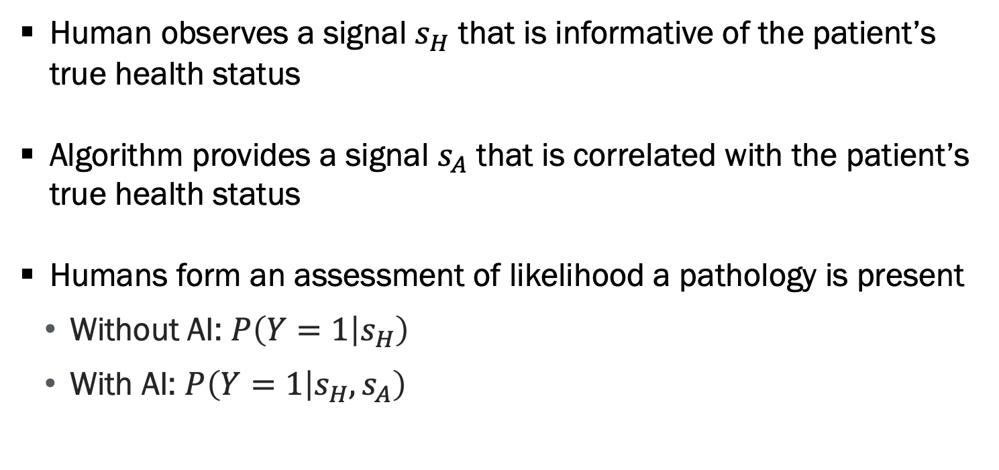 ▪ Human observes a signal s_H that is informative of the patient’s
true health status
▪ Algorithm provides a signal s_A that is correlated with the patient’s
true health status
▪ Humans form an assessment of likelihood a pathology is present
• Without AI: P(Y = 1|s_H)
• With AI: P(Y = 1|s_H, s_A)